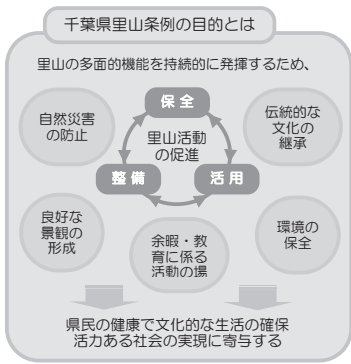 千葉県里山条例の目的とは
里山の多面的機能を持続的に発揮するため、
保全
自然災害
の防止
里山活動
の促進
伝統的な
文化の
継承
整備
活用
良好な
景観の
形成
余暇・教
育に係る
活動の場
環境の
保全
県民の健康で文化的な生活の確保
活力ある社会の実現に寄与する